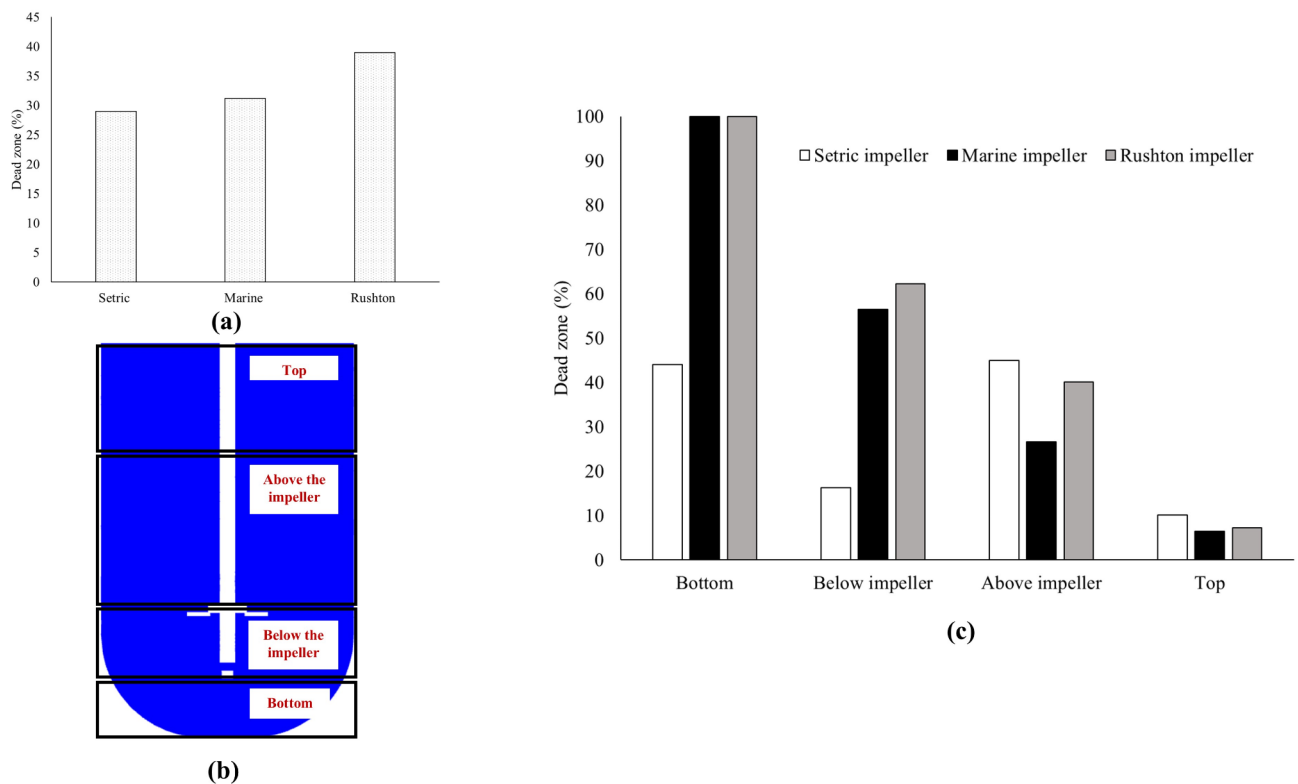 45
40
35
30
25
20
15
10
5
0
Dead zone (%)
Setric
Marine
Rushton
(a)
Top
Above the
impeller
Below the
impeller
Bottom
(b)
100
90
80
70
60
50
40
30
20
10
0
Dead zone (%)
Setric impeller Marine impeller Rushton impeller
Bottom Below impeller Above impeller Top
(c)